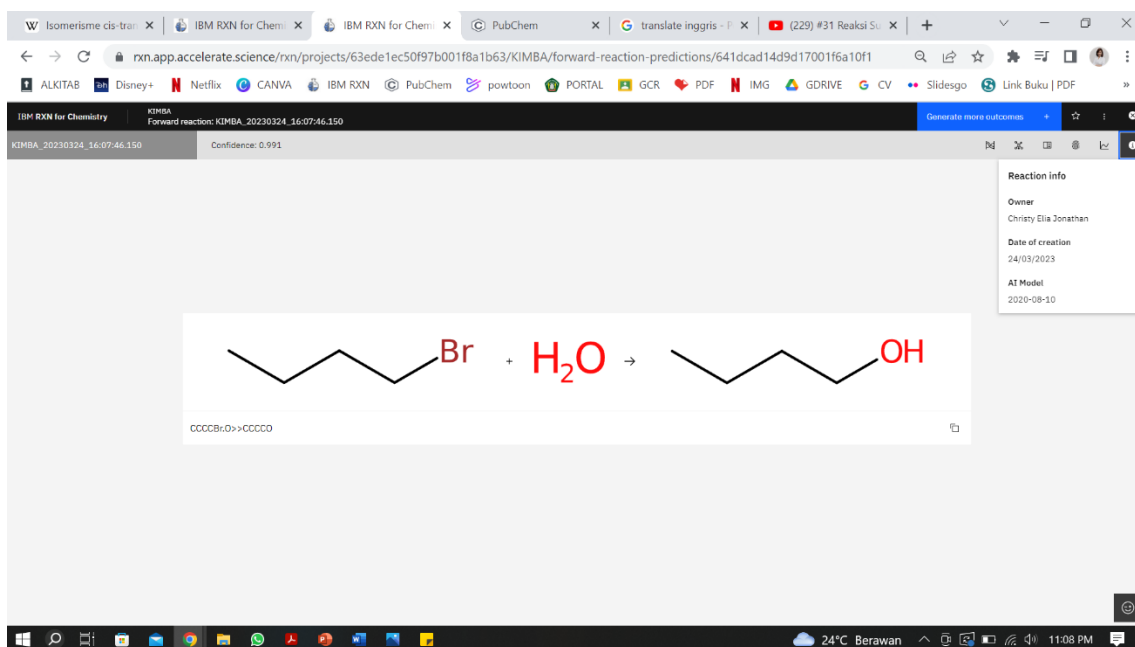 Isomerisme cis-tran
IBM RXN for Chemi
IBM RXN for Chemi
PubChem
translate inggris - P
(229) #31 Reaksi Su
rxn.app.accelerate.science/rxn/projects/63ede1ec50f97b001f8a1b63/KIMBA/forward-reaction-predictions/641dcad14d9d17001f6a10f1
ALKITAB Disney+ Netflix CANVA IBM RXN PubChem powtoon PORTAL GCR PDF IMG GDRIVE CV Slidesgo Link Buku | PDF »
IBM RXN for Chemistry
KIMBA
Forward reaction: KIMBA_20230324_16:07:46.150
Generate more outcomes +
KIMBA_20230324_16:07:46.150
Confidence: 0.991
Reaction info
Owner
Christy Elia Jonathan
Date of creation
24/03/2023
AI Model
2020-08-10
Br + H₂O → OH
CCCCBr.O>>CCCCO
24°C Berawan 11:08 PM